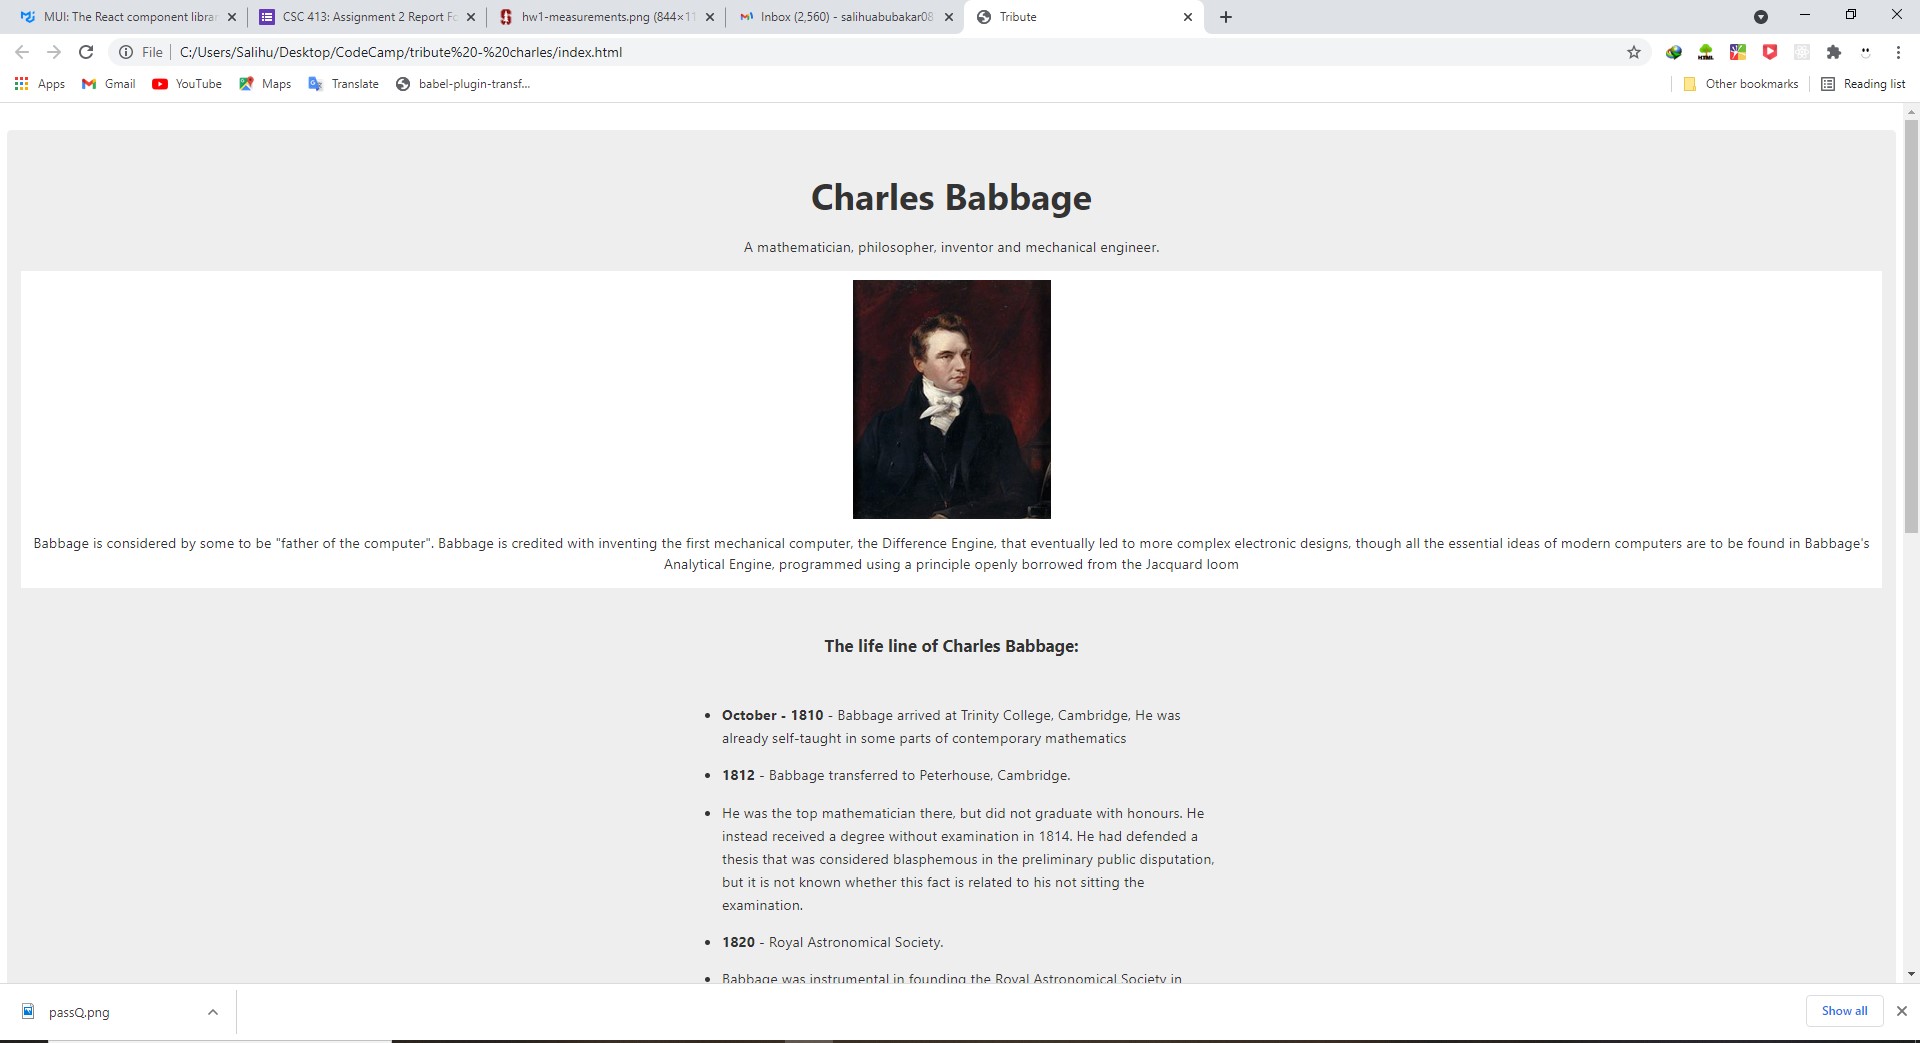 MUI: The React component librar
CSC 413: Assignment 2 Report Fo
hw1-measurements.png (844×11
Inbox (2,560) - salihuabubakar08
Tribute
File
C:/Users/Salihu/Desktop/CodeCamp/tribute%20-%20charles/index.html
Apps
Gmail
YouTube
Maps
Translate
babel-plugin-transf...
Other bookmarks
Reading list
Charles Babbage
A mathematician, philosopher, inventor and mechanical engineer.
Babbage is considered by some to be "father of the computer". Babbage is credited with inventing the first mechanical computer, the Difference Engine, that eventually led to more complex electronic designs, though all the essential ideas of modern computers are to be found in Babbage's
Analytical Engine, programmed using a principle openly borrowed from the Jacquard loom
The life line of Charles Babbage:
• October - 1810 - Babbage arrived at Trinity College, Cambridge, He was
already self-taught in some parts of contemporary mathematics
• 1812 - Babbage transferred to Peterhouse, Cambridge.
• He was the top mathematician there, but did not graduate with honours. He
instead received a degree without examination in 1814. He had defended a
thesis that was considered blasphemous in the preliminary public disputation,
but it is not known whether this fact is related to his not sitting the
examination.
• 1820 - Royal Astronomical Society.
• Babbage was instrumental in founding the Royal Astronomical Society in
passQ.png
Show all